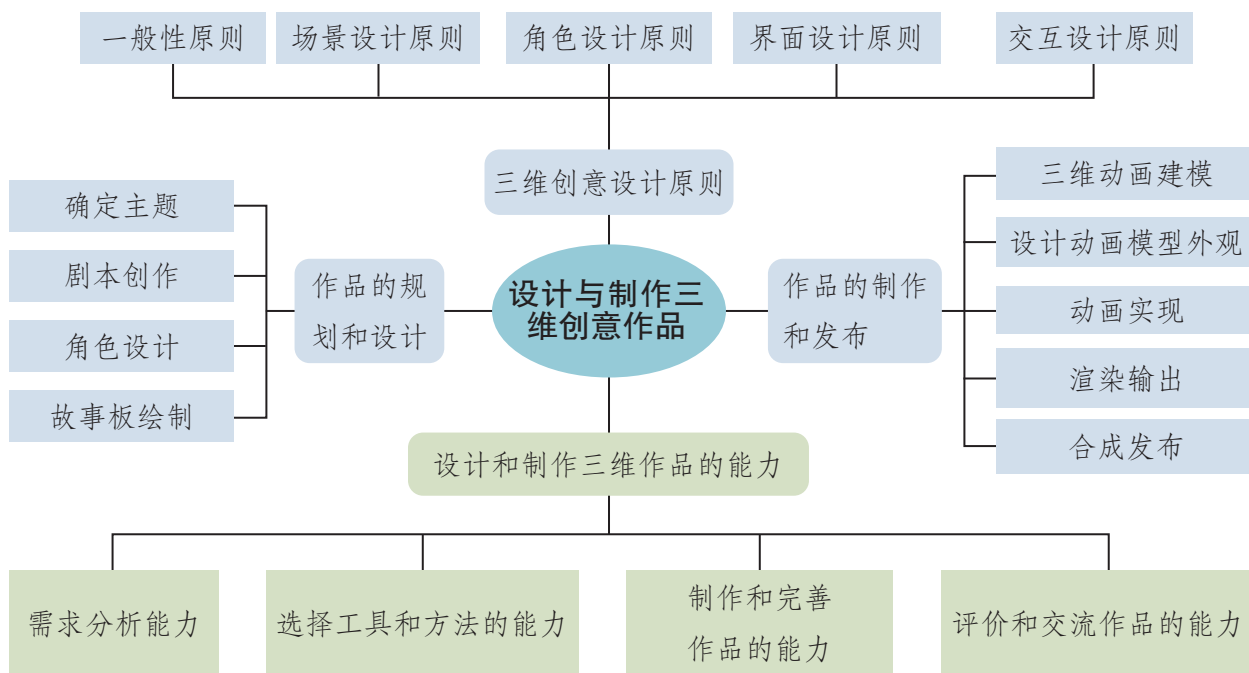 一般性原则
场景设计原则
角色设计原则
界面设计原则
交互设计原则
三维创意设计原则
确定主题
剧本创作
角色设计
故事板绘制
作品的规
划和设计
设计与制作三
维创意作品
作品的制作
和发布
三维动画建模
设计动画模型外观
动画实现
渲染输出
合成发布
设计和制作三维作品的能力
需求分析能力
选择工具和方法的能力
制作和完善
作品的能力
评价和交流作品的能力